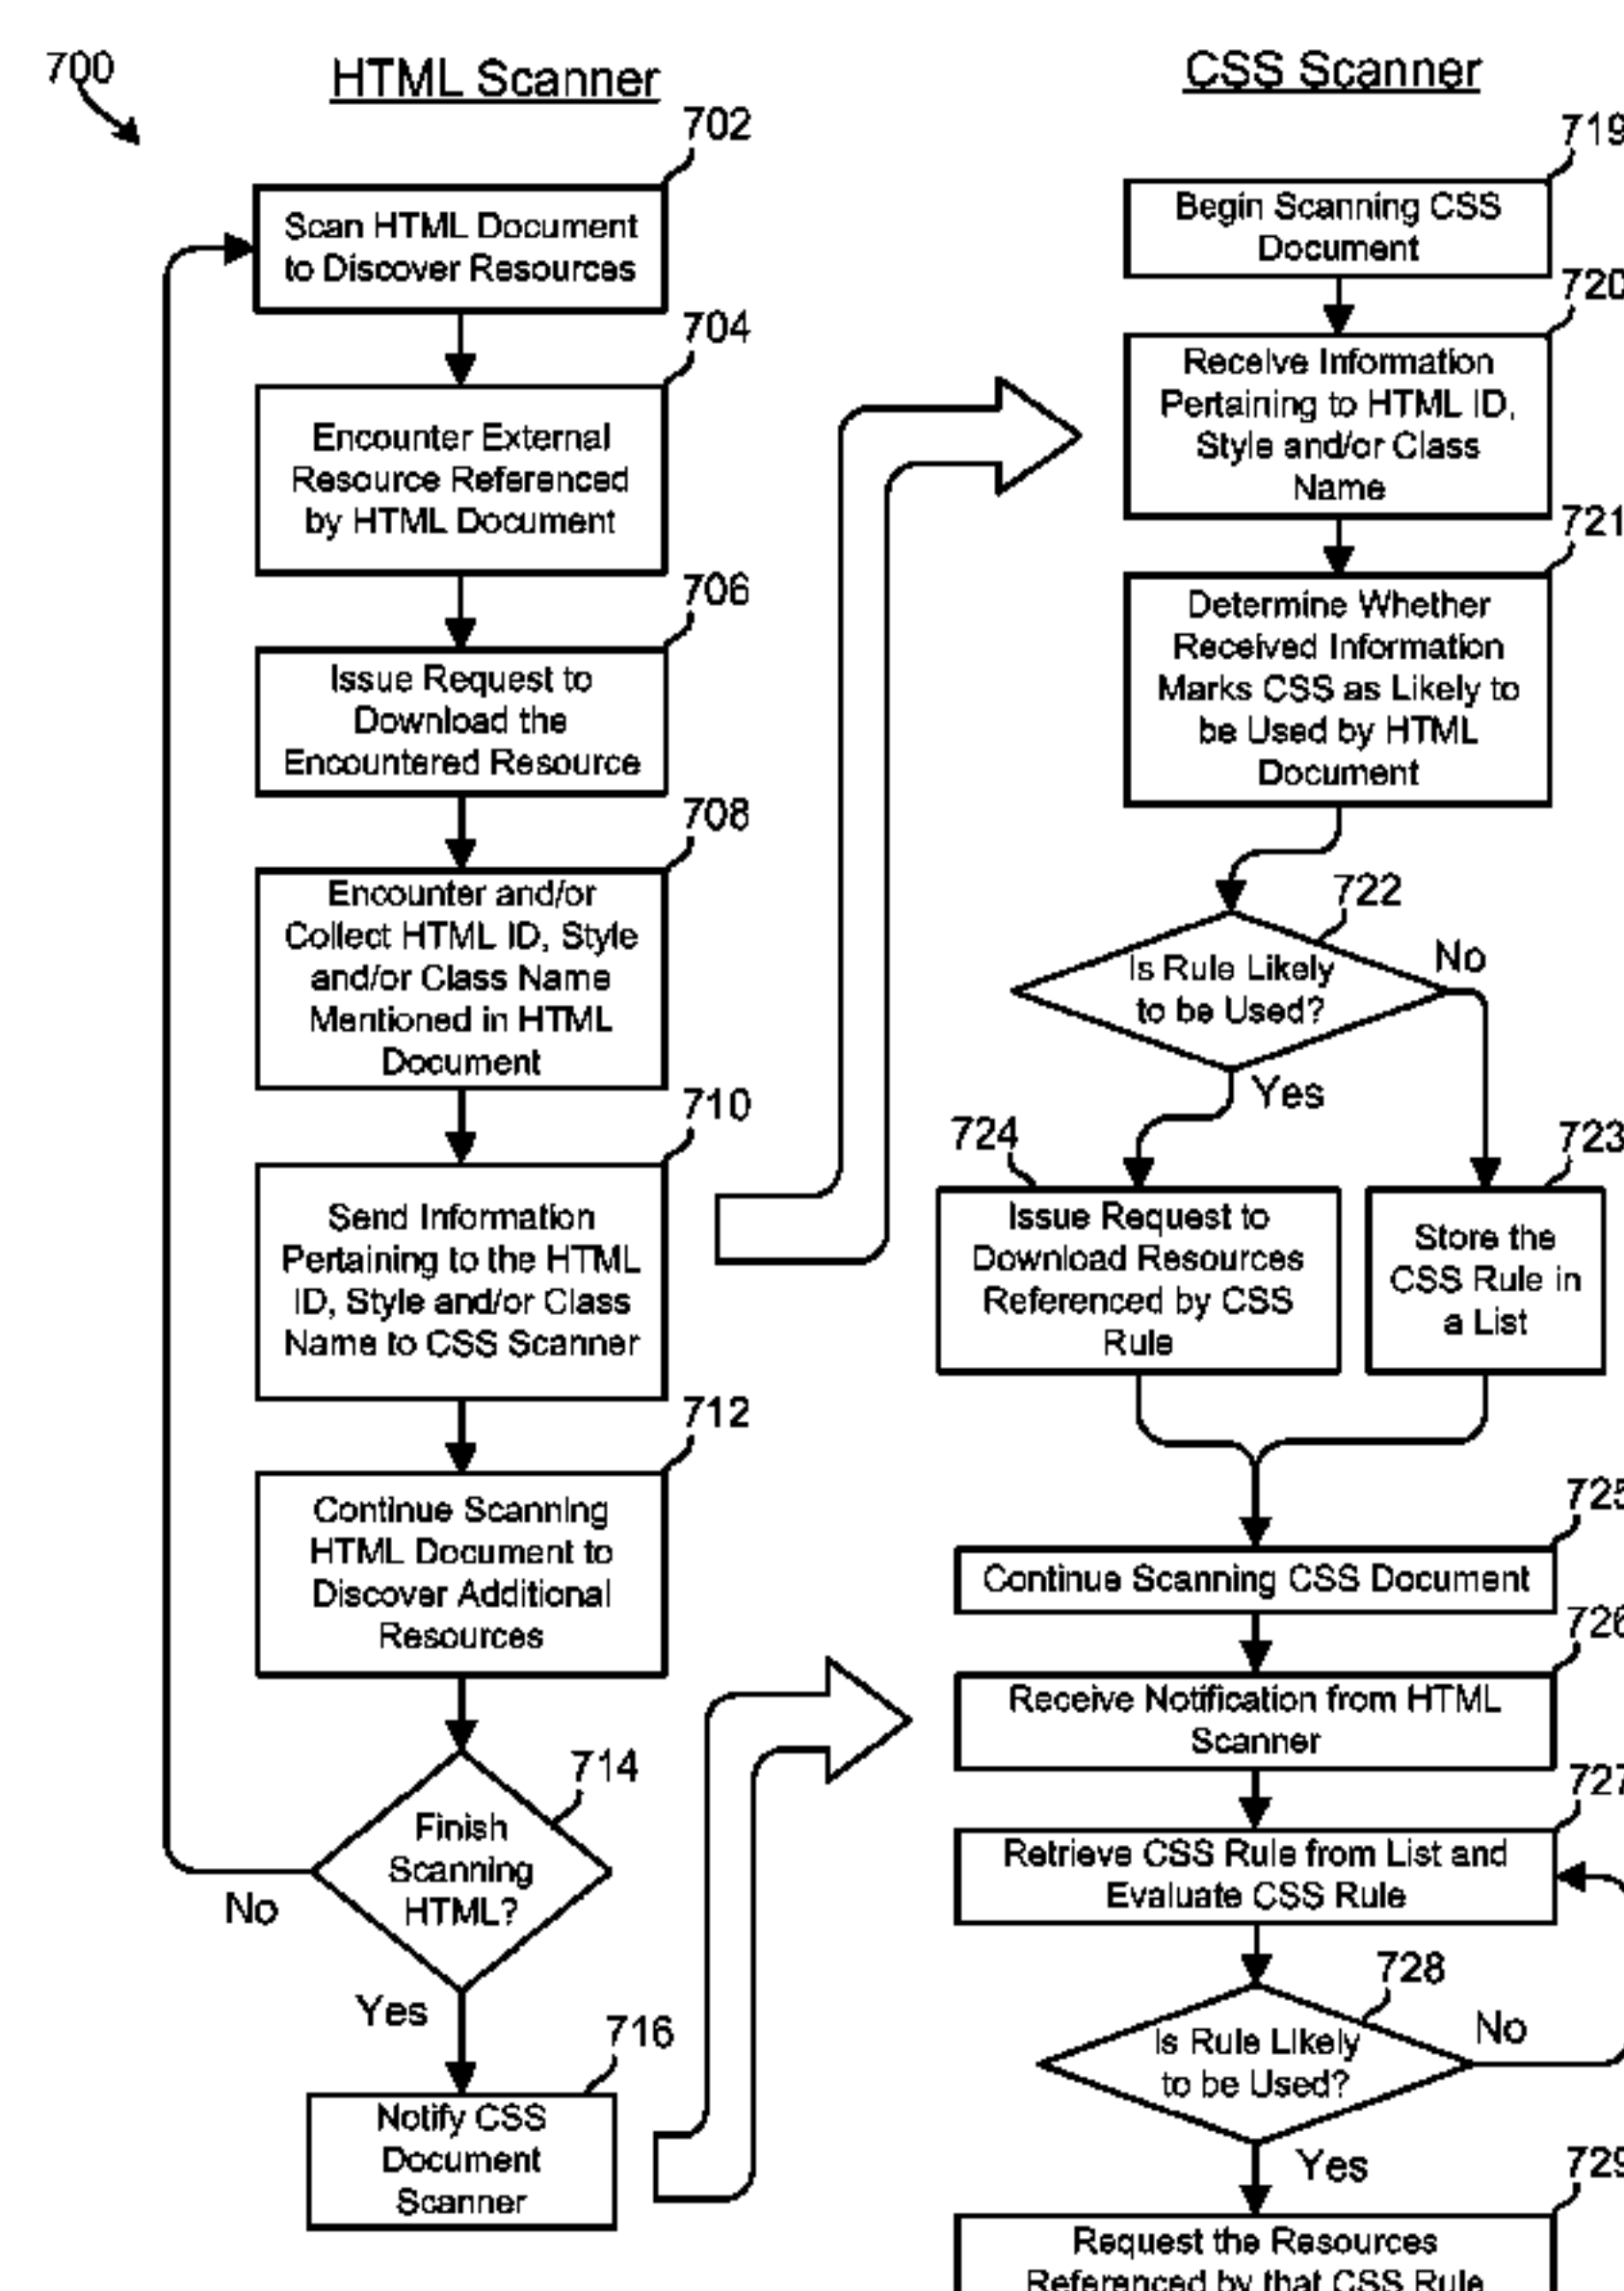 700
HTML Scanner
702
Scan HTML Document
to Discover Resources
704
Encounter External
Resource Referenced
by HTML Document
706
Issue Request to
Download the
Encountered Resource
708
Encounter and/or
Collect HTML ID, Style
and/or Class Name
Mentioned in HTML
Document
710
Send Information
Pertaining to the HTML
ID, Style and/or Class
Name to CSS Scanner
712
Continue Scanning
HTML Document to
Discover Additional
Resources
714
Finish
Scanning
HTML?
No
Yes
716
Notify CSS
Document
Scanner
CSS Scanner
719
Begin Scanning CSS
Document
720
Receive Information
Pertaining to HTML ID,
Style and/or Class
Name
721
Determine Whether
Received Information
Marks CSS as Likely to
be Used by HTML
Document
722
Is Rule Likely
to be Used?
No
Yes
724
Issue Request to
Download Resources
Referenced by CSS
Rule
723
Store the
CSS Rule in
a List
725
Continue Scanning CSS Document
726
Receive Notification from HTML
Scanner
727
Retrieve CSS Rule from List and
Evaluate CSS Rule
728
Is Rule Likely
to be Used?
No
Yes
729
Request the Resources
Referenced by that CSS Rule